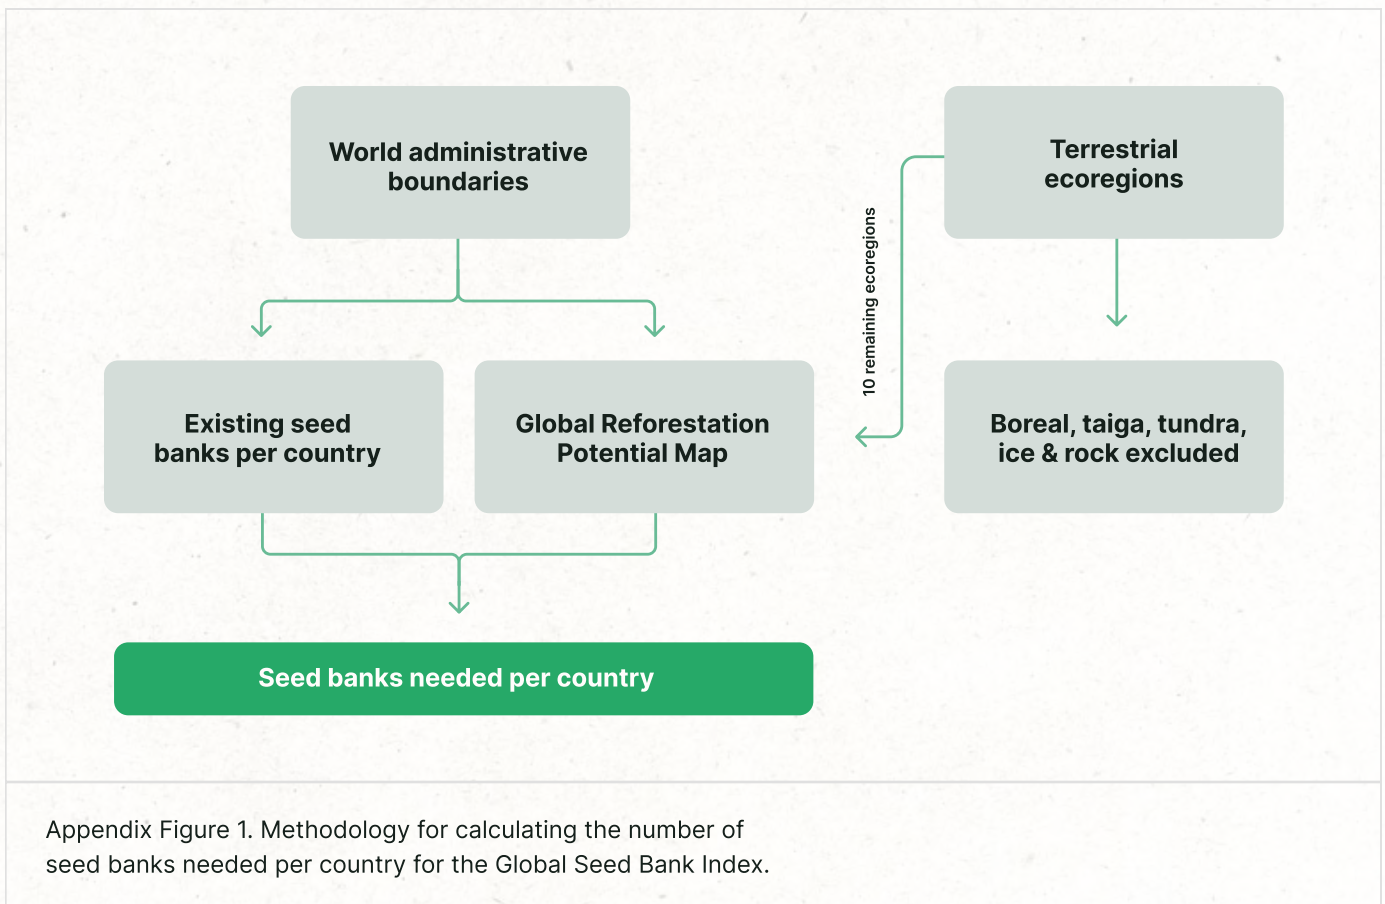 World administrative
boundaries
Terrestrial
ecoregions
10 remaining ecoregions
Existing seed
banks per country
Global Reforestation
Potential Map
Boreal, taiga, tundra,
ice & rock excluded
Seed banks needed per country
Appendix Figure 1. Methodology for calculating the number of
seed banks needed per country for the Global Seed Bank Index.